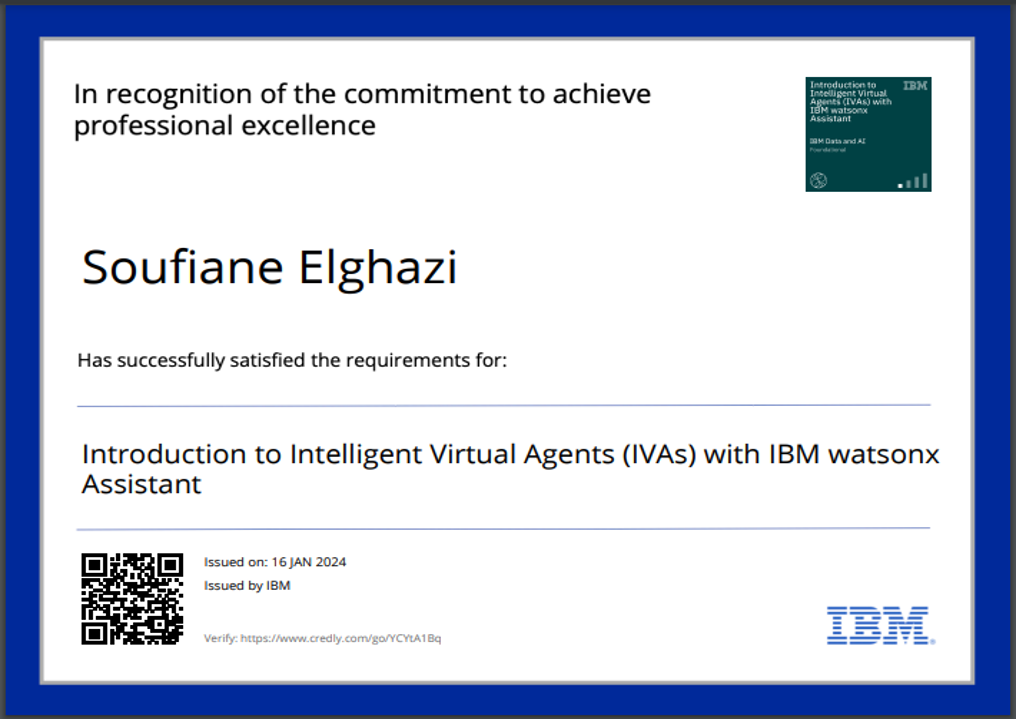 In recognition of the commitment to achieve
professional excellence
Introduction to
Intelligent Virtual
Agents (IVAs) with
IBM watsonx
Assistant
IBM
IBM Data and AI
Foundational
Soufiane Elghazi
Has successfully satisfied the requirements for:
Introduction to Intelligent Virtual Agents (IVAs) with IBM watsonx
Assistant
Issued on: 16 JAN 2024
Issued by IBM
Verify: https://www.credly.com/go/YCYtA1Bq
IBM®